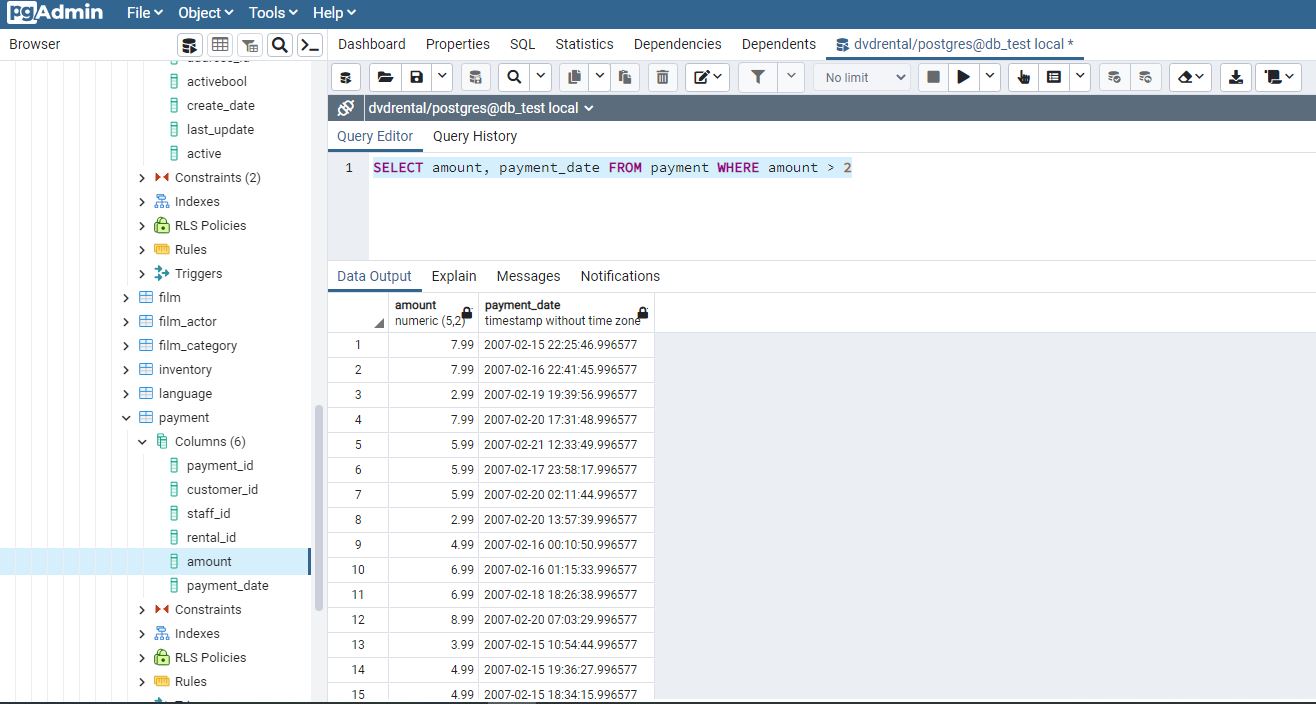 pgAdmin File Object Tools Help
Browser
Dashboard Properties SQL Statistics Dependencies Dependents dvdrental/postgres@db_test local *
No limit
dvdrental/postgres@db_test local
Query Editor Query History
1 SELECT amount, payment_date FROM payment WHERE amount > 2
activebool
create_date
last_update
active
Constraints (2)
Indexes
RLS Policies
Rules
Triggers
film
film_actor
film_category
inventory
language
payment
Columns (6)
payment_id
customer_id
staff_id
rental_id
amount
payment_date
Constraints
Indexes
RLS Policies
Rules
Data Output Explain Messages Notifications
amount payment_date
numeric (5,2) timestamp without time zone
1 7.99 2007-02-15 22:25:46.996577
2 7.99 2007-02-16 22:41:45.996577
3 2.99 2007-02-19 19:39:56.996577
4 7.99 2007-02-20 17:31:48.996577
5 5.99 2007-02-21 12:33:49.996577
6 5.99 2007-02-17 23:58:17.996577
7 5.99 2007-02-20 02:11:44.996577
8 2.99 2007-02-20 13:57:39.996577
9 4.99 2007-02-16 00:10:50.996577
10 6.99 2007-02-16 01:15:33.996577
11 6.99 2007-02-18 18:26:38.996577
12 8.99 2007-02-20 07:03:29.996577
13 3.99 2007-02-15 10:54:44.996577
14 4.99 2007-02-15 19:36:27.996577
15 4.99 2007-02-15 18:34:15.996577